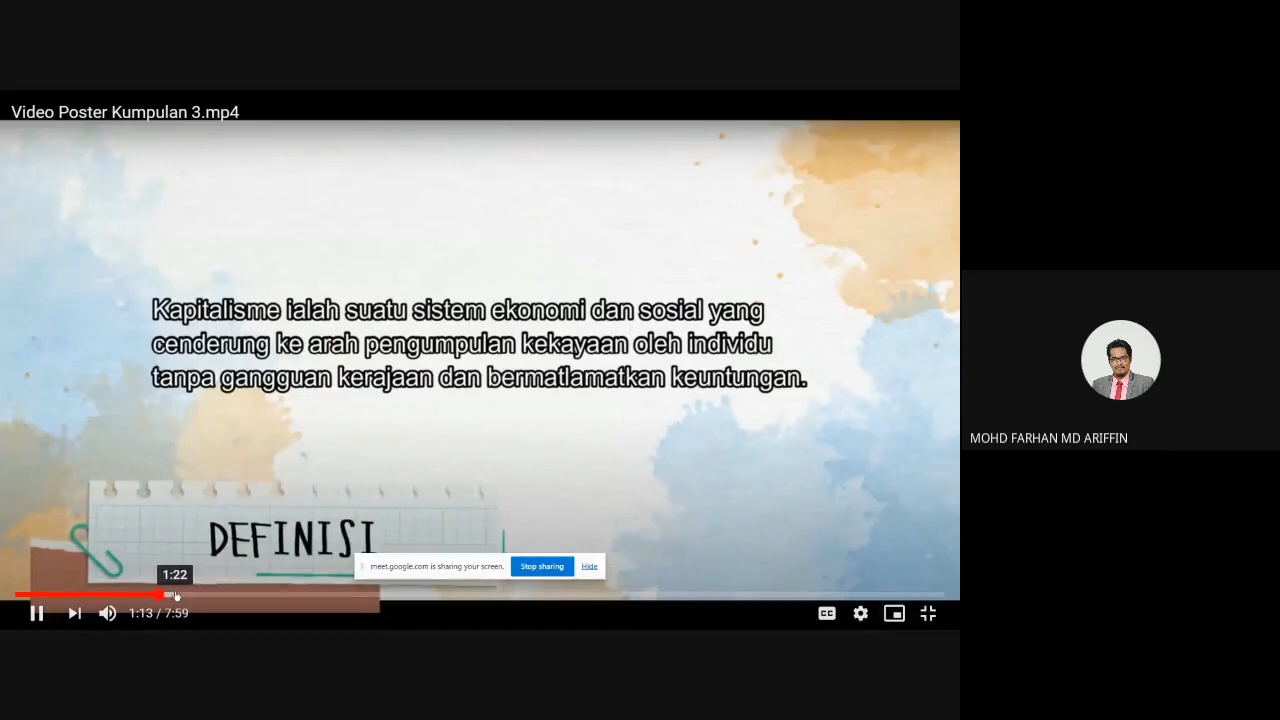 Video Poster Kumpulan 3.mp4
Kapitalisme ialah suatu sistem ekonomi dan sosial yang
cenderung ke arah pengumpulan kekayaan oleh individu
tanpa gangguan kerajaan dan bermatlamatkan keuntungan.
DEFINISI
meet.google.com is sharing your screen.
Stop sharing
Hide
1:22
1:13 / 7:59
CC
MOHD FARHAN MD ARIFFIN